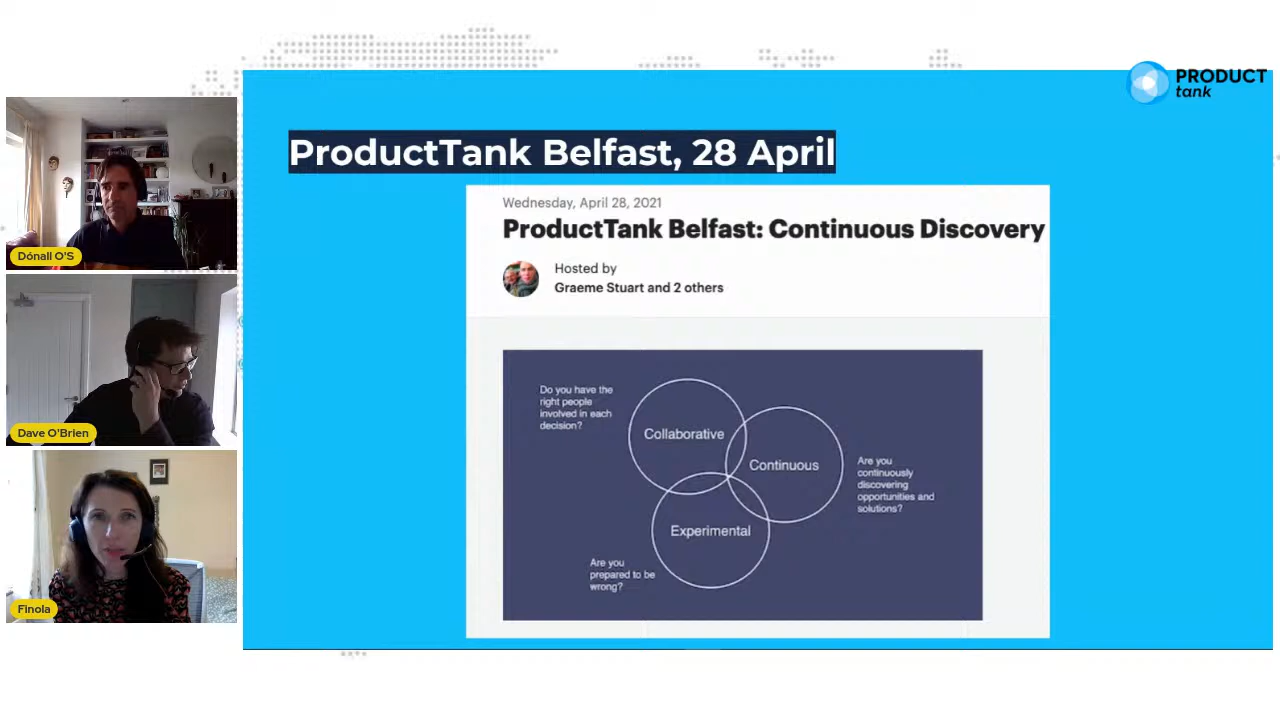 PRODUCT
tank
ProductTank Belfast, 28 April
Wednesday, April 28, 2021
ProductTank Belfast: Continuous Discovery
Hosted by
Graeme Stuart and 2 others
Do you have the
right people
involved in each
decision?
Collaborative
Continuous
Are you
continuously
discovering
opportunities and
solutions?
Experimental
Are you
prepared to be
wrong?
Dónall O'S
Dave O'Brien
Finola